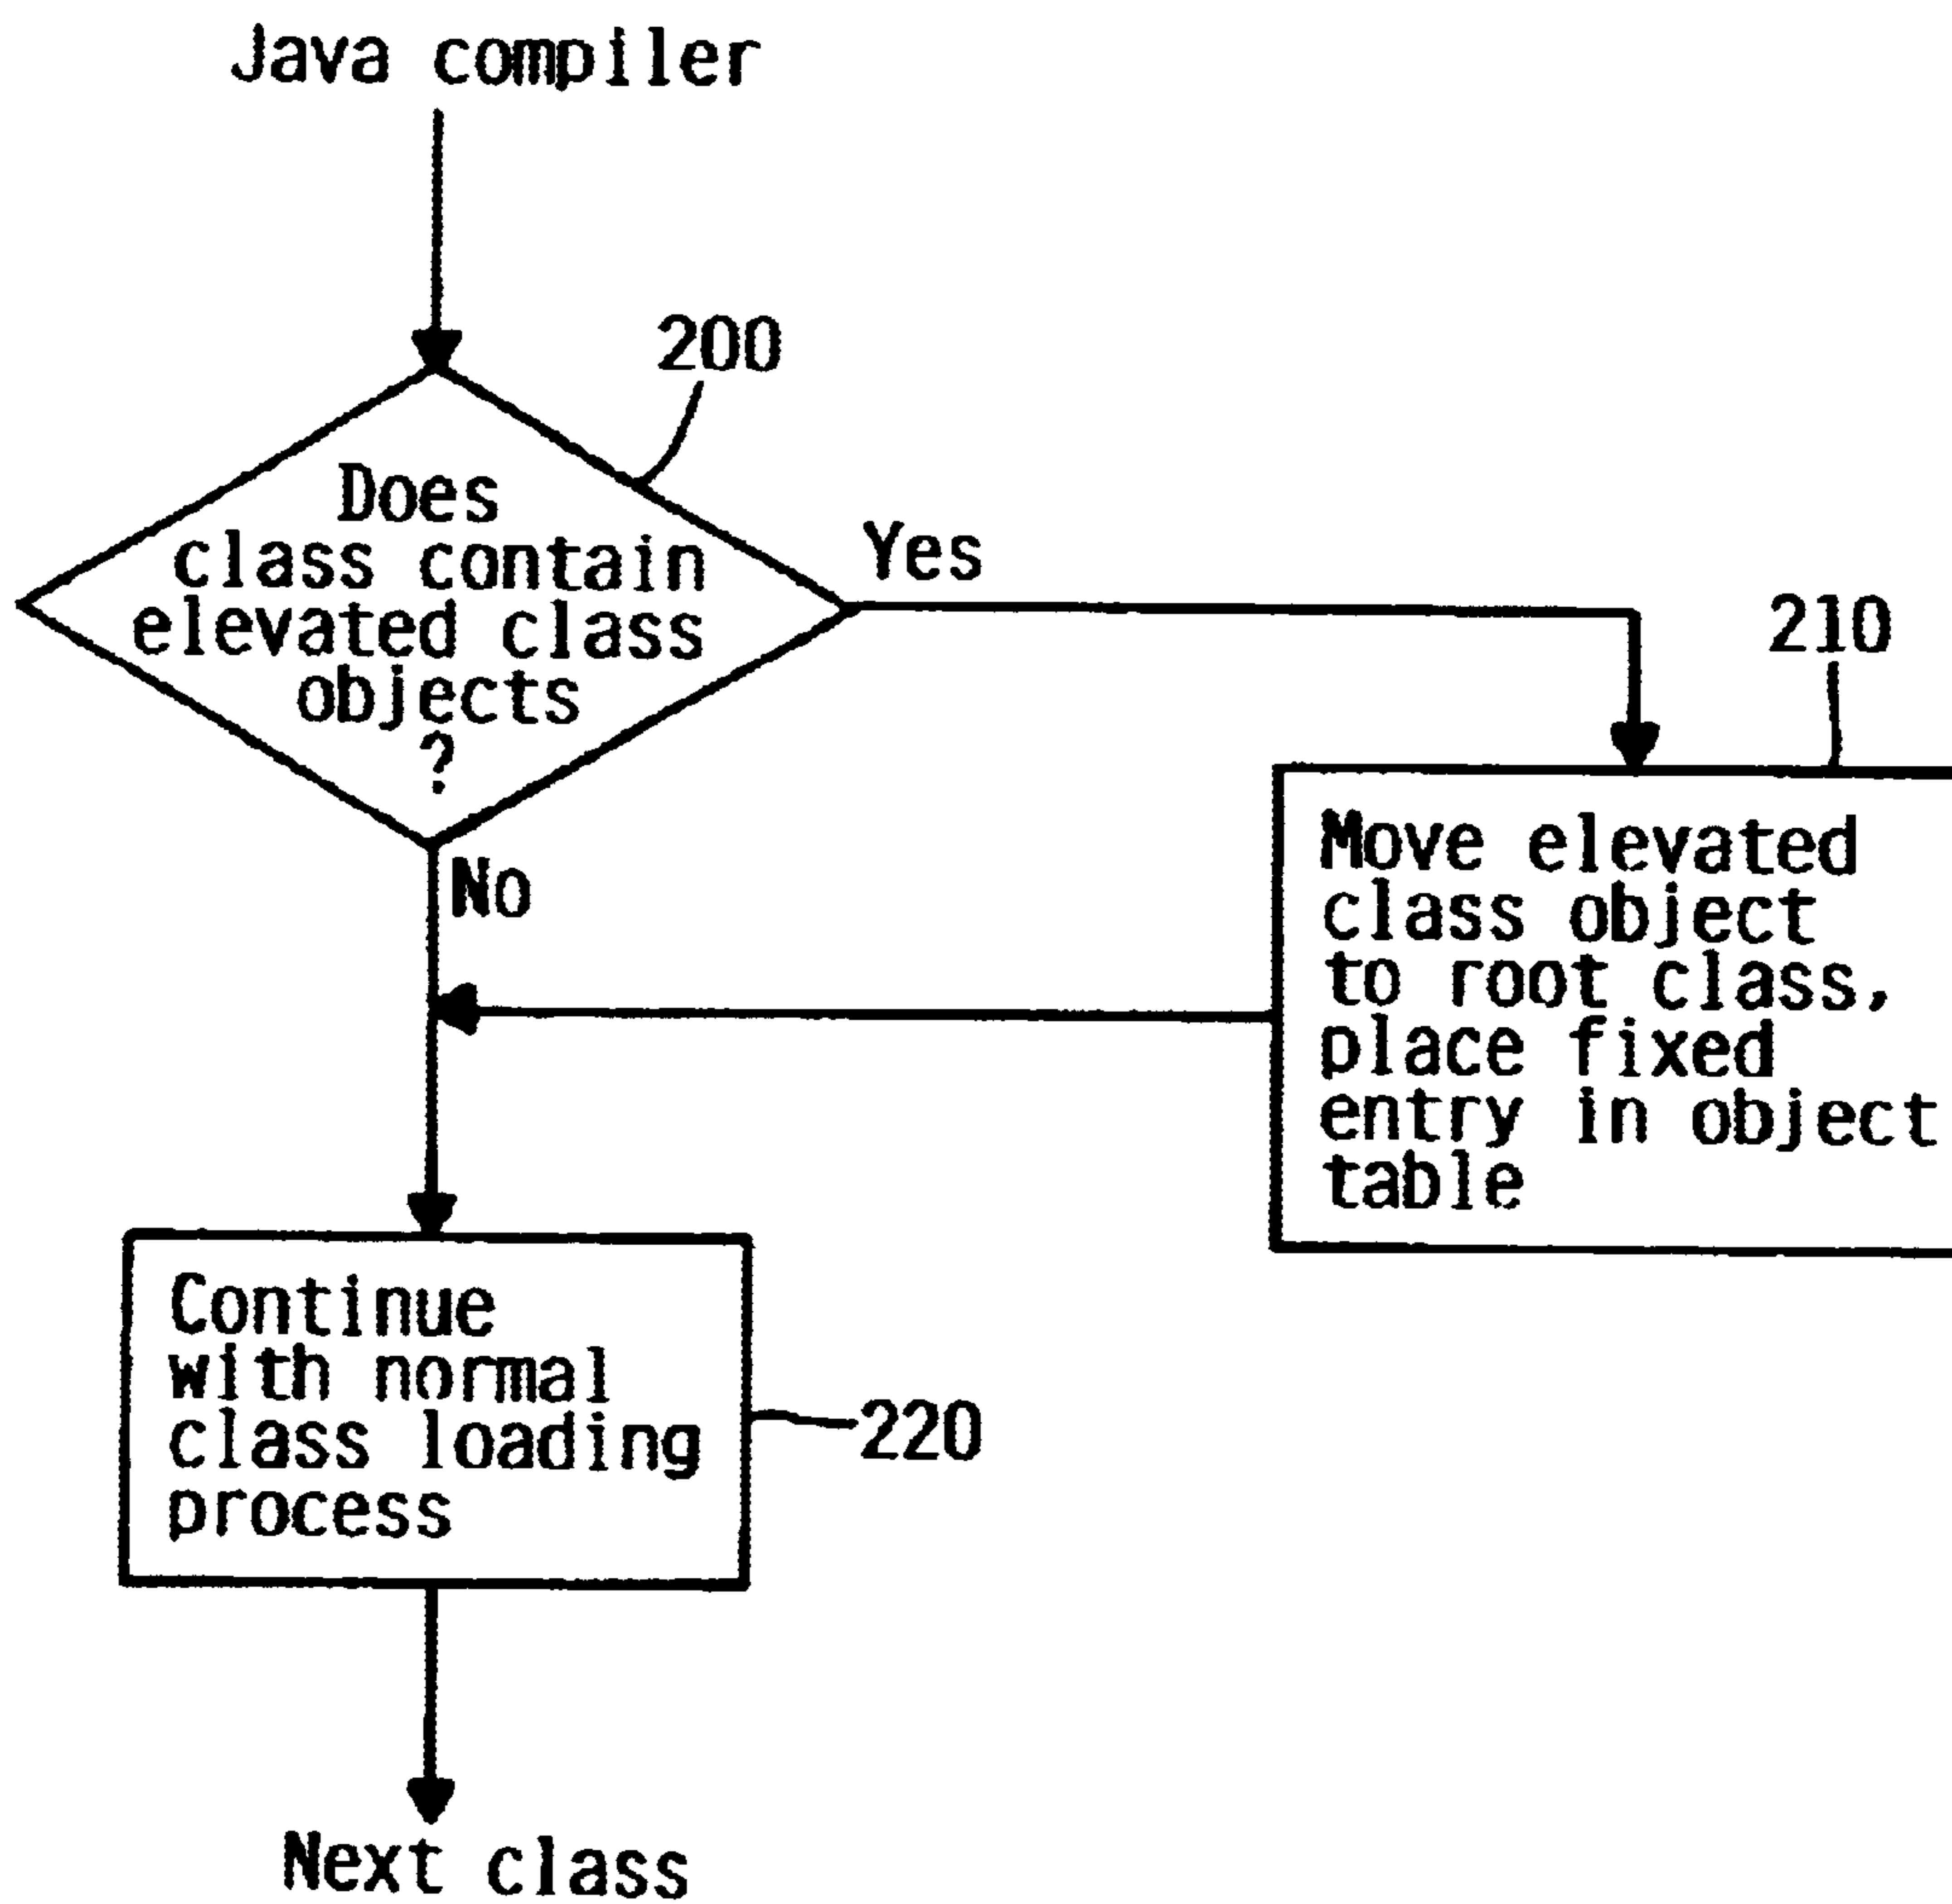 Java compiler
200
Does
class contain
elevated class
objects
?
Yes
No
210
Move elevated
class object
to root class,
place fixed
entry in object
table
Continue
with normal
class loading
process
220
Next class